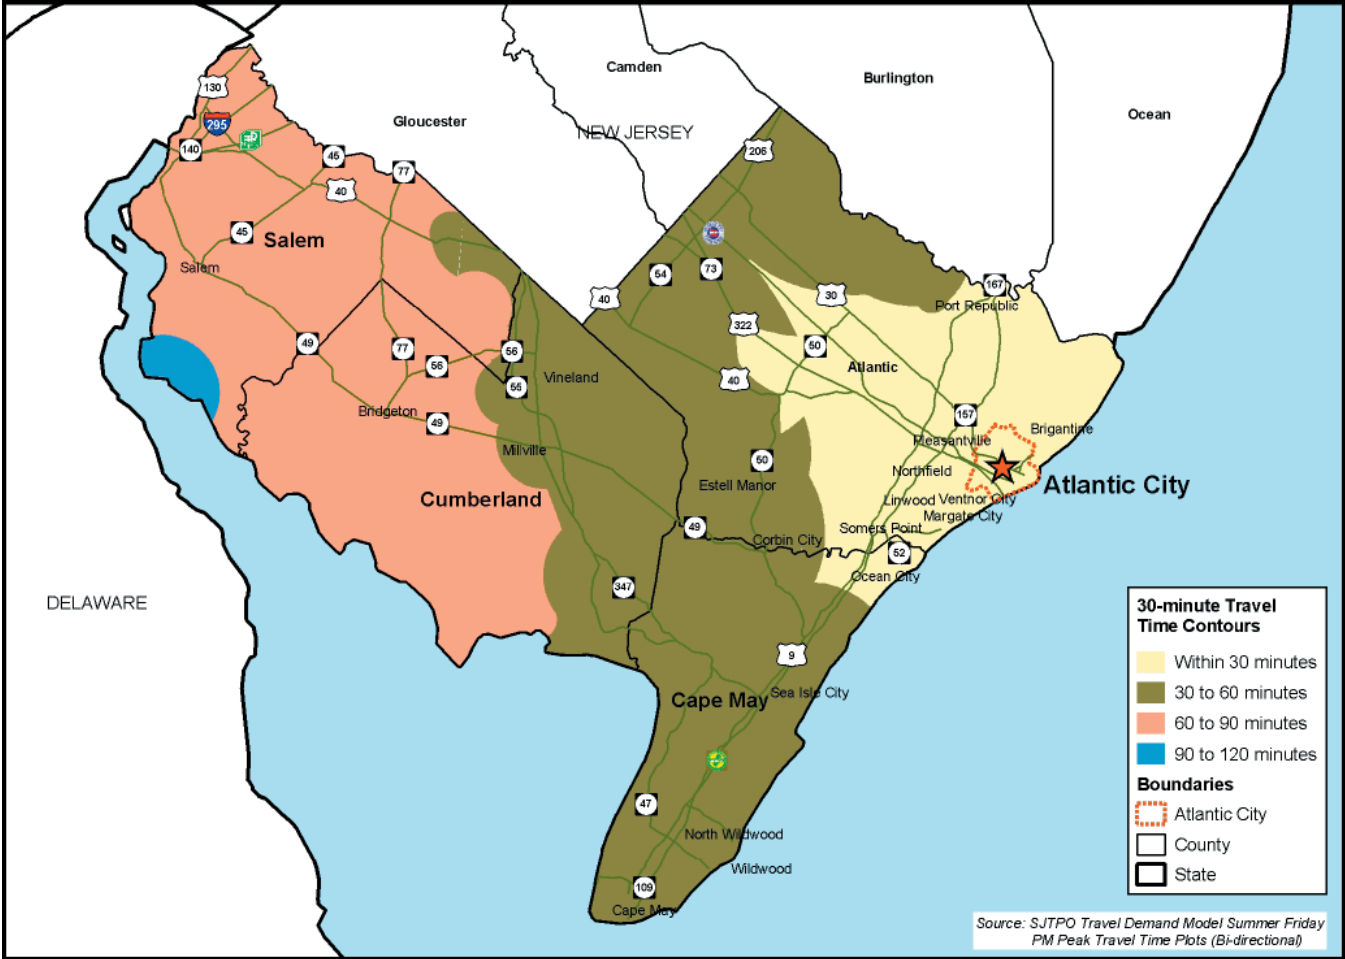 Camden
Burlington
Ocean
Gloucester
NEW JERSEY
130
295
140
45
77
40
206
45
Salem
Salem
54
73
40
30
167
Port Republic
322
50
Atlantic
49
77
56
56
55
Vineland
40
Bridgeton
49
157
Pleasantville
Brigantine
Millville
50
Estell Manor
Northfield
Atlantic City
Linwood
Ventnor City
Margate City
Cumberland
49
Corbin City
Somers Point
52
Ocean City
347
DELAWARE
9
Cape May
Sea Isle City
47
North Wildwood
Wildwood
109
Cape May
30-minute Travel
Time Contours
Within 30 minutes
30 to 60 minutes
60 to 90 minutes
90 to 120 minutes
Boundaries
Atlantic City
County
State
Source: SJTPO Travel Demand Model Summer Friday
PM Peak Travel Time Plots (Bi-directional)